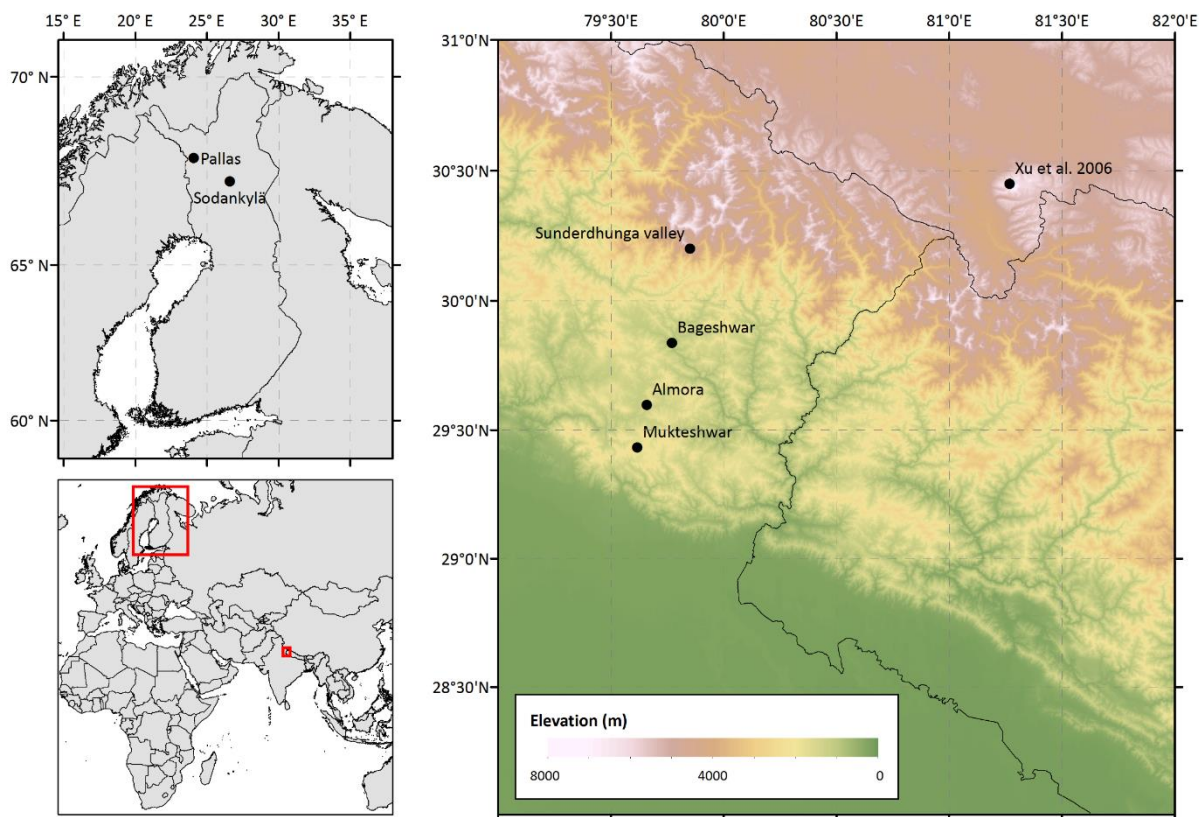 15° E 20° E 25° E 30° E 35° E
70° N
65° N
60° N
Pallas
Sodankylä
79°30'E 80°0'E 80°30'E 81°0'E 81°30'E 82°0'E
31°0'N
30°30'N
30°0'N
29°30'N
29°0'N
28°30'N
Xu et al. 2006
Sunderdhunga valley
Bageshwar
Almora
Mukteshwar
Elevation (m)
8000 4000 0